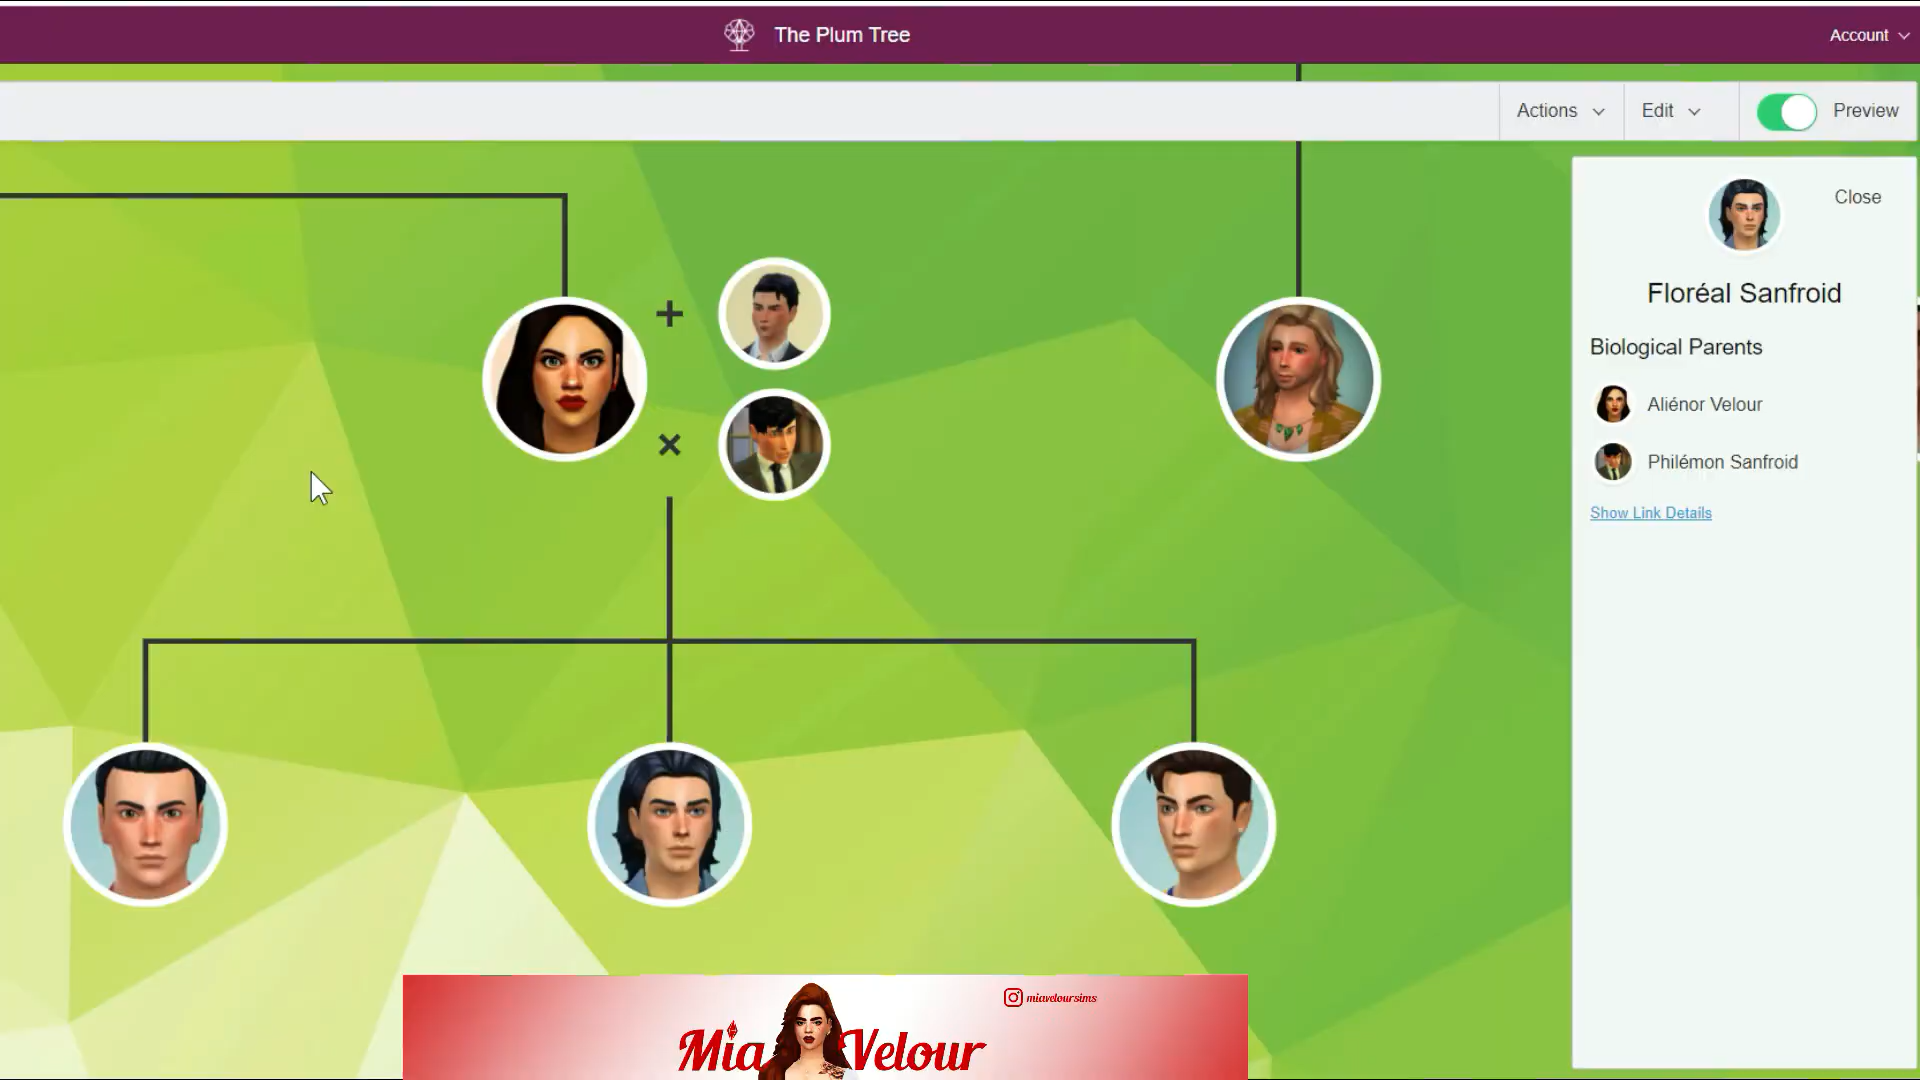 The Plum Tree
Account
Actions
Edit
Preview
Close
Floréal Sanfroid
Biological Parents
Aliénor Velour
Philémon Sanfroid
Show Link Details
miaveloursims
Mia Velour